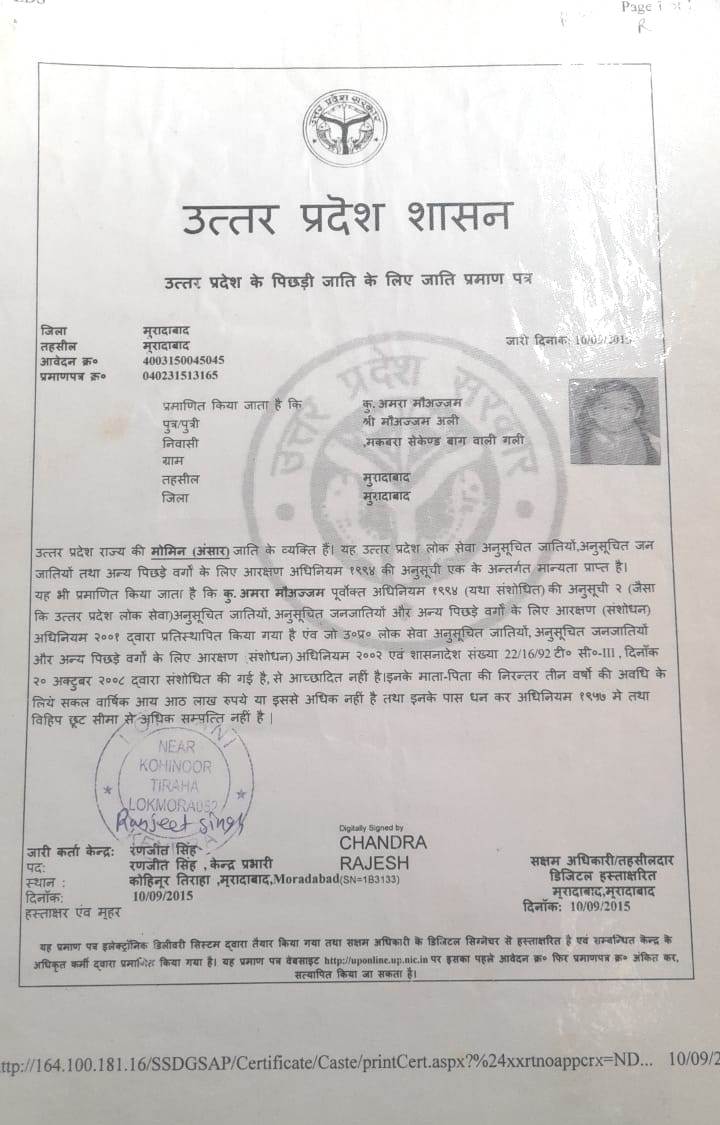 Page 1 of 1
R
उत्तर प्रदेश सरकार
उत्तर प्रदेश शासन
उत्तर प्रदेश के पिछड़ी जाति के लिए जाति प्रमाण पत्र
जिला मूरादाबाद
तहसील मूरादाबाद
आवेदन क्र० 4003150045045
प्रमाणपत्र क्र० 040231513165
जारी दिनांक: 10/09/2015
प्रमाणित किया जाता है कि कु. अमरा मौअज्जम
पुत्र/पुत्री श्री मौअज्जम अली
निवासी ,मकबरा सेकेण्ड बाग वाली गली
ग्राम
तहसील मुरादाबाद
जिला मुरादाबाद
उत्तर प्रदेश सरकार
उत्तर प्रदेश राज्य की मोमिन (अंसार) जाति के व्यक्ति हैं। यह उत्तर प्रदेश लोक सेवा अनुसूचित जातियों,अनुसूचित जन
जातियों तथा अन्य पिछड़े वर्गो के लिए आरक्षण अधिनियम १९९४ की अनुसूची एक के अन्तर्गत मान्यता प्राप्त है।
यह भी प्रमाणित किया जाता है कि कु. अमरा मौअज्जम पूर्वोक्त अधिनियम १९९४ (यथा संशोधित) की अनुसूची २ (जैसा
कि उत्तर प्रदेश लोक सेवा)अनुसूचित जातियों, अनुसूचित जनजातियों और अन्य पिछड़े वर्गो के लिए आरक्षण (संशोधन)
अधिनियम २००१ द्वारा प्रतिस्थापित किया गया है एंव जो उ०प्र० लोक सेवा अनुसूचित जातियों, अनुसूचित जनजातियों
और अन्य पिछड़े वर्गो के लिए आरक्षण (संशोधन) अधिनियम २००२ एवं शासनादेश संख्या 22/16/92 टी० सी०-III , दिनाँक
२० अक्टुबर २००८ द्वारा संशोधित की गई है, से आच्छादित नही है।इनके माता-पिता की निरन्तर तीन वर्षो की अवधि के
लिये सकल वार्षिक आय आठ लाख रुपये या इससे अधिक नही है तथा इनके पास धन कर अधिनियम १९५७ मे तथा
विहिप छूट सीमा से अधिक सम्पत्ति नही है |
NEAR
KOHINOOR
TIRAHA
LOKMORA052
Ranjeet Singh
Digitally Signed by
CHANDRA
RAJESH
(SN=1B3133)
जारी कर्ता केन्द्र: रणजीत सिंह
पद: रणजीत सिंह , केन्द्र प्रभारी
स्थान : कोहिनूर तिराहा ,मूरादाबाद,Moradabad
दिनाँक: 10/09/2015
हस्ताक्षर एंव मूहर
सक्षम अधिकारी/तहसीलदार
डिजिटल हस्ताक्षरित
मूरादाबाद,मूरादाबाद
दिनाँक: 10/09/2015
यह प्रमाण पत्र इलेक्ट्रॉनिक डिलीवरी सिस्टम द्वारा तैयार किया गया तथा सक्षम अधिकारी के डिजिटल सिग्नेचर से हस्ताक्षरित है एंव सम्बन्धित केन्द्र के
अधिकृत कर्मी द्वारा प्रमाणित किया गया है। यह प्रमाण पत्र वेबसाइट http://uponline.up.nic.in पर इसका पहले आवेदन क्र० फिर प्रमाणपत्र क्र० अंकित कर,
सत्यापित किया जा सकता है।
ttp://164.100.181.16/SSDGSAP/Certificate/Caste/printCert.aspx?%24xxrtnoappcrx=ND... 10/09/2